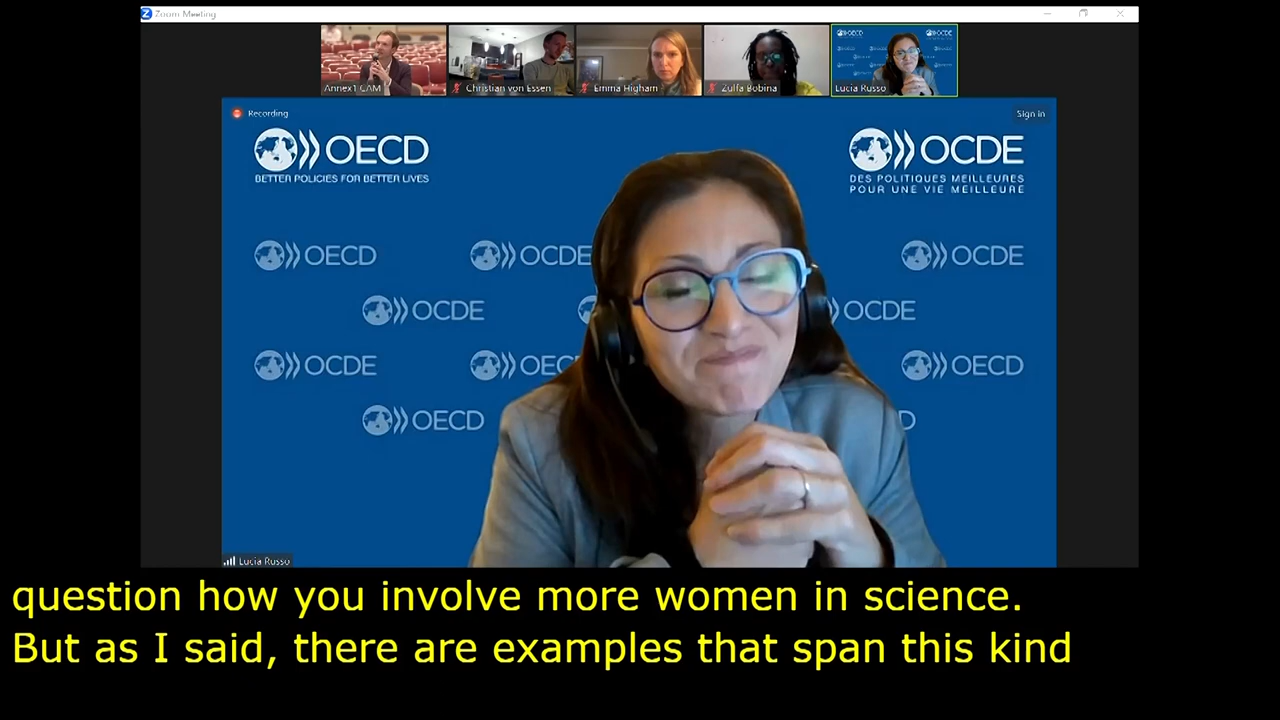 Zoom Meeting
Annex1 CAM
Christian von Essen
Emma Higham
Zulfa Bobina
Lucia Russo
Recording
Sign in
OECD
BETTER POLICIES FOR BETTER LIVES
OCDE
DES POLITIQUES MEILLEURES
POUR UNE VIE MEILLEURE
OECD
OCDE
OECD
OCDE
OCDE
OCDE
OEC
OECD
OECD
D
Lucia Russo
question how you involve more women in science.
But as I said, there are examples that span this kind